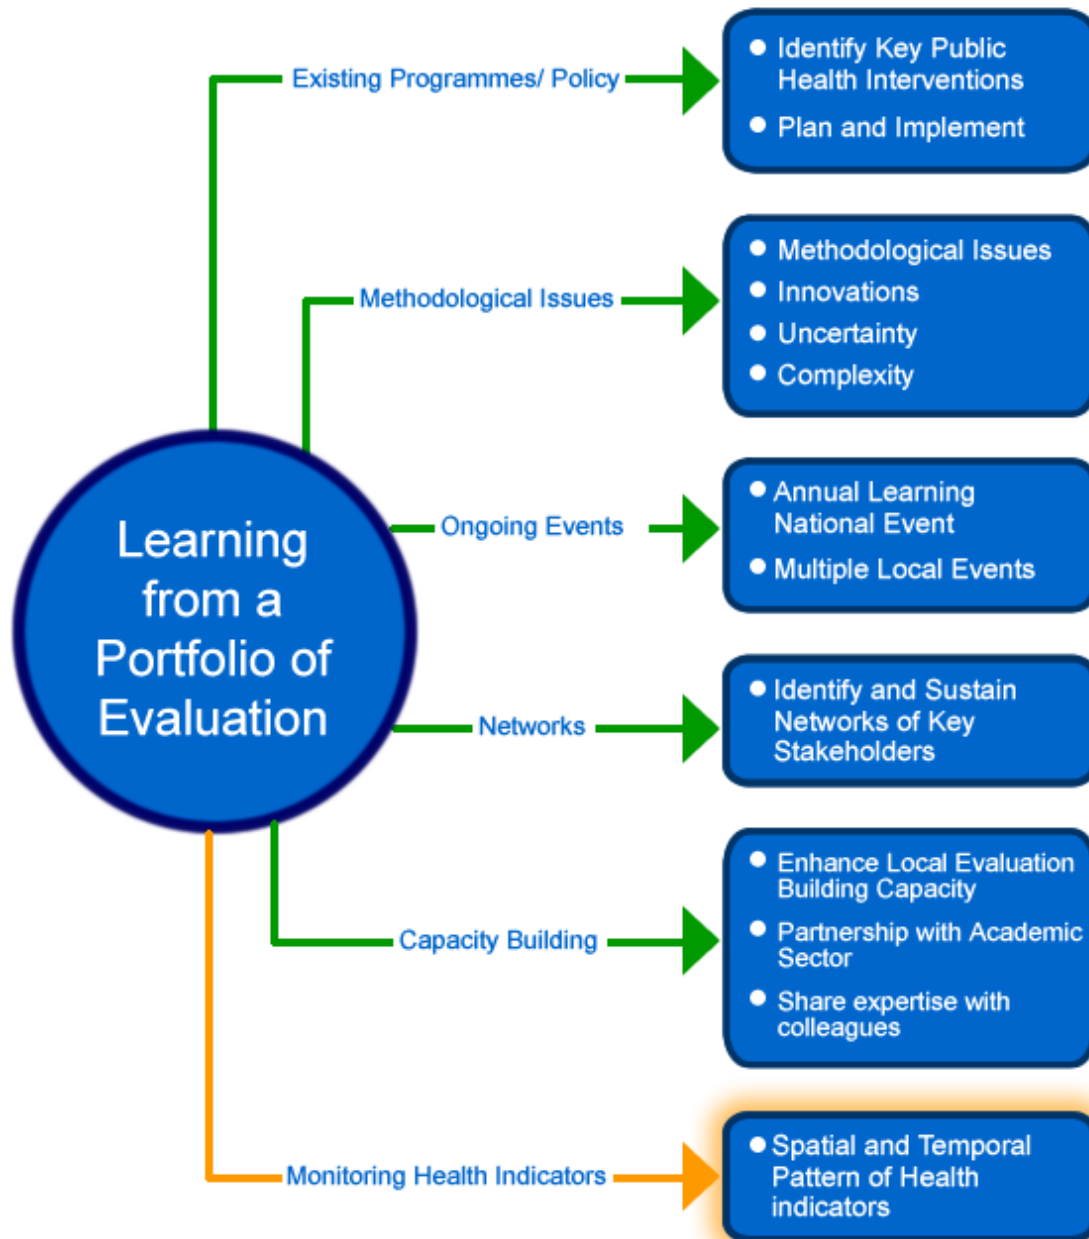 Existing Programmes/ Policy
Identify Key Public
Health Interventions
Plan and Implement
Methodological Issues
Methodological Issues
Innovations
Uncertainty
Complexity
Learning
from a
Portfolio of
Evaluation
Ongoing Events
Annual Learning
National Event
Multiple Local Events
Networks
Identify and Sustain
Networks of Key
Stakeholders
Capacity Building
Enhance Local Evaluation
Building Capacity
Partnership with Academic
Sector
Share expertise with
colleagues
Monitoring Health Indicators
Spatial and Temporal
Pattern of Health
indicators